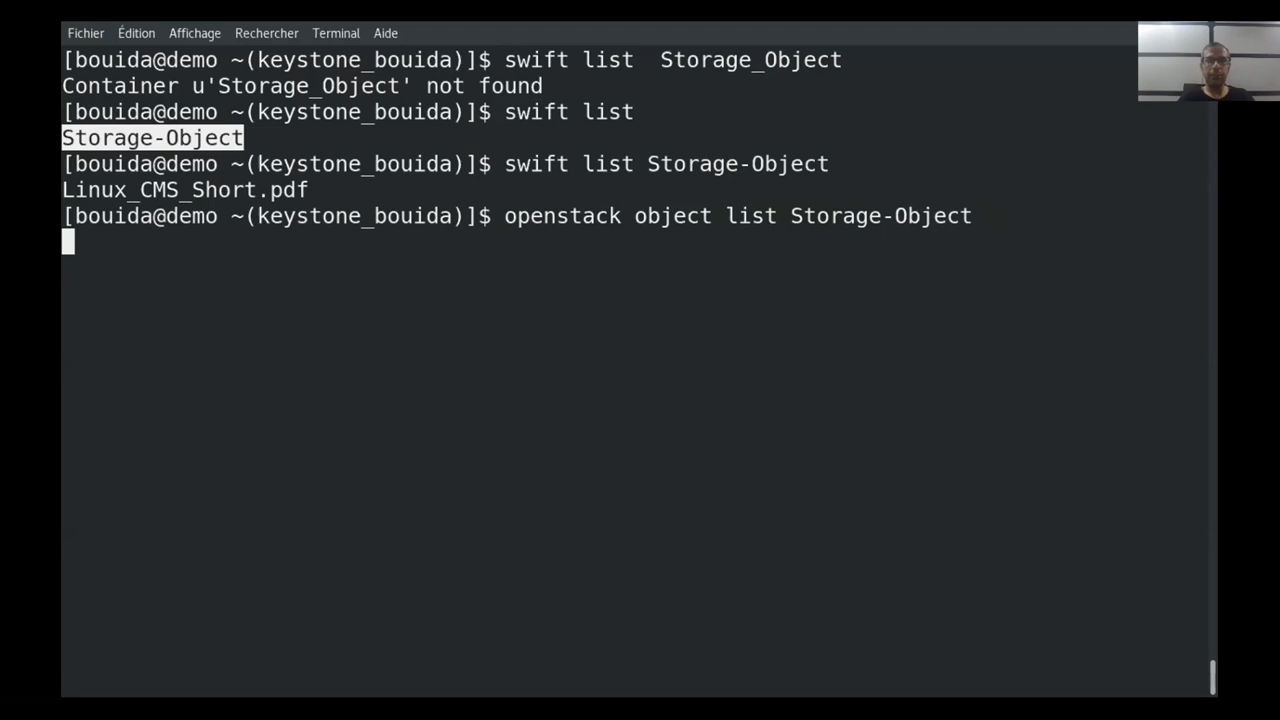 Fichier Édition Affichage Rechercher Terminal Aide
[bouida@demo ~(keystone_bouida)]$ swift list  Storage_Object
Container u'Storage_Object' not found
[bouida@demo ~(keystone_bouida)]$ swift list
Storage-Object
[bouida@demo ~(keystone_bouida)]$ swift list Storage-Object
Linux_CMS_Short.pdf
[bouida@demo ~(keystone_bouida)]$ openstack object list Storage-Object